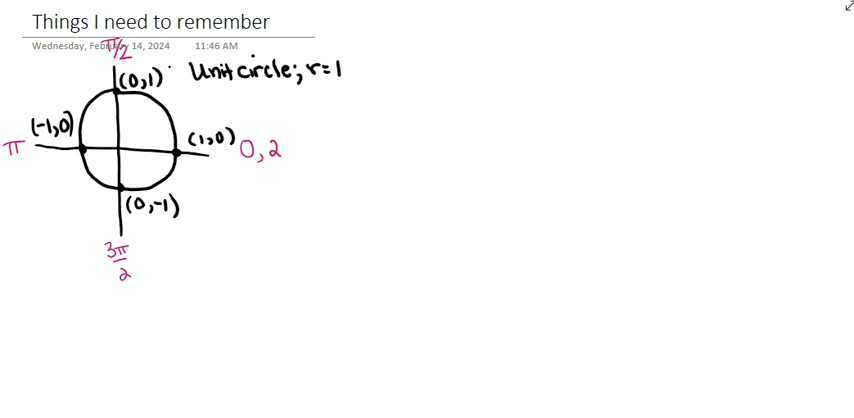 Things I need to remember
Wednesday, February 14, 2024 11:46 AM
π/2
(0,1)
Unit circle; r=1
(-1,0)
(1,0)
π
0, 2
(0,-1)
3π
2